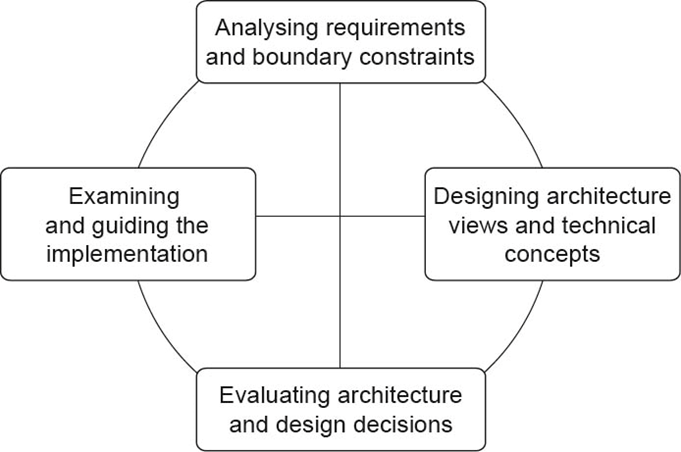 Analysing requirements
and boundary constraints
Examining
and guiding the
implementation
Designing architecture
views and technical
concepts
Evaluating architecture
and design decisions